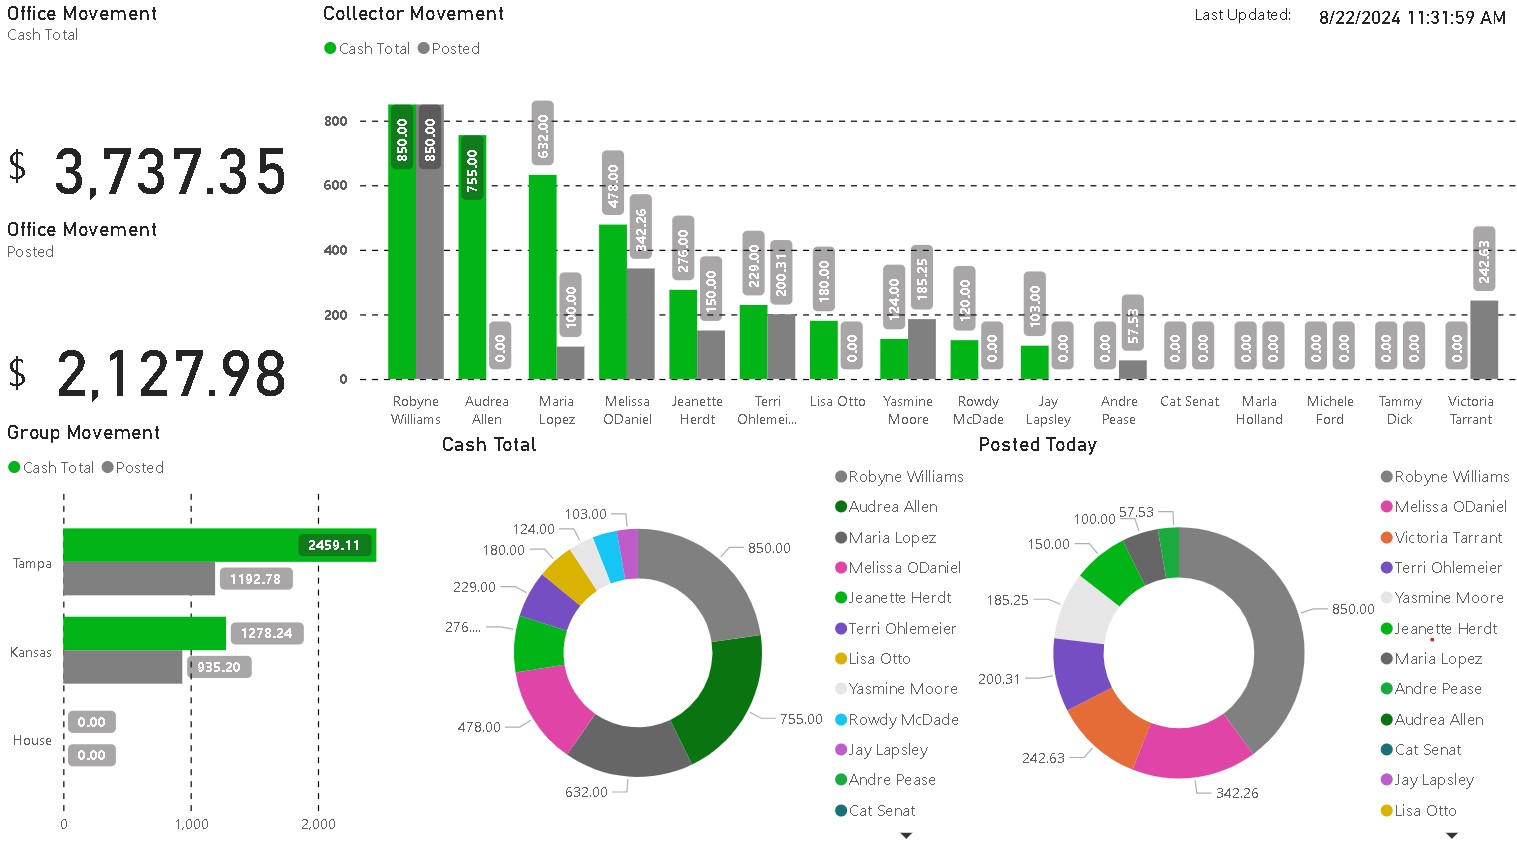 Office Movement
Cash Total
$ 3,737.35
Office Movement
Posted
$ 2,127.98
Collector Movement
Cash Total Posted
Last Updated: 8/22/2024 11:31:59 AM
800
600
400
200
0
850.00 850.00
755.00 0.00
632.00 100.00
478.00 342.26
276.00 150.00
229.00 200.31
180.00 0.00
124.00 185.25
120.00 0.00
103.00 0.00
0.00 57.53
0.00 0.00
0.00 0.00
0.00 0.00
0.00 0.00
0.00 242.63
Robyne
Williams
Audrea
Allen
Maria
Lopez
Melissa
ODaniel
Jeanette
Herdt
Terri
Ohlemei...
Lisa Otto
Yasmine
Moore
Rowdy
McDade
Jay
Lapsley
Andre
Pease
Cat Senat
Marla
Holland
Michele
Ford
Tammy
Dick
Victoria
Tarrant
Group Movement
Cash Total Posted
Tampa
2459.11
1192.78
Kansas
1278.24
935.20
House
0.00
0.00
0 1,000 2,000
Cash Total
103.00
124.00
180.00
229.00
276....
478.00
632.00
755.00
850.00
Robyne Williams
Audrea Allen
Maria Lopez
Melissa ODaniel
Jeanette Herdt
Terri Ohlemeier
Lisa Otto
Yasmine Moore
Rowdy McDade
Jay Lapsley
Andre Pease
Cat Senat
Posted Today
57.53
100.00
150.00
185.25
200.31
242.63
342.26
850.00
Robyne Williams
Melissa ODaniel
Victoria Tarrant
Terri Ohlemeier
Yasmine Moore
Jeanette Herdt
Maria Lopez
Andre Pease
Audrea Allen
Cat Senat
Jay Lapsley
Lisa Otto